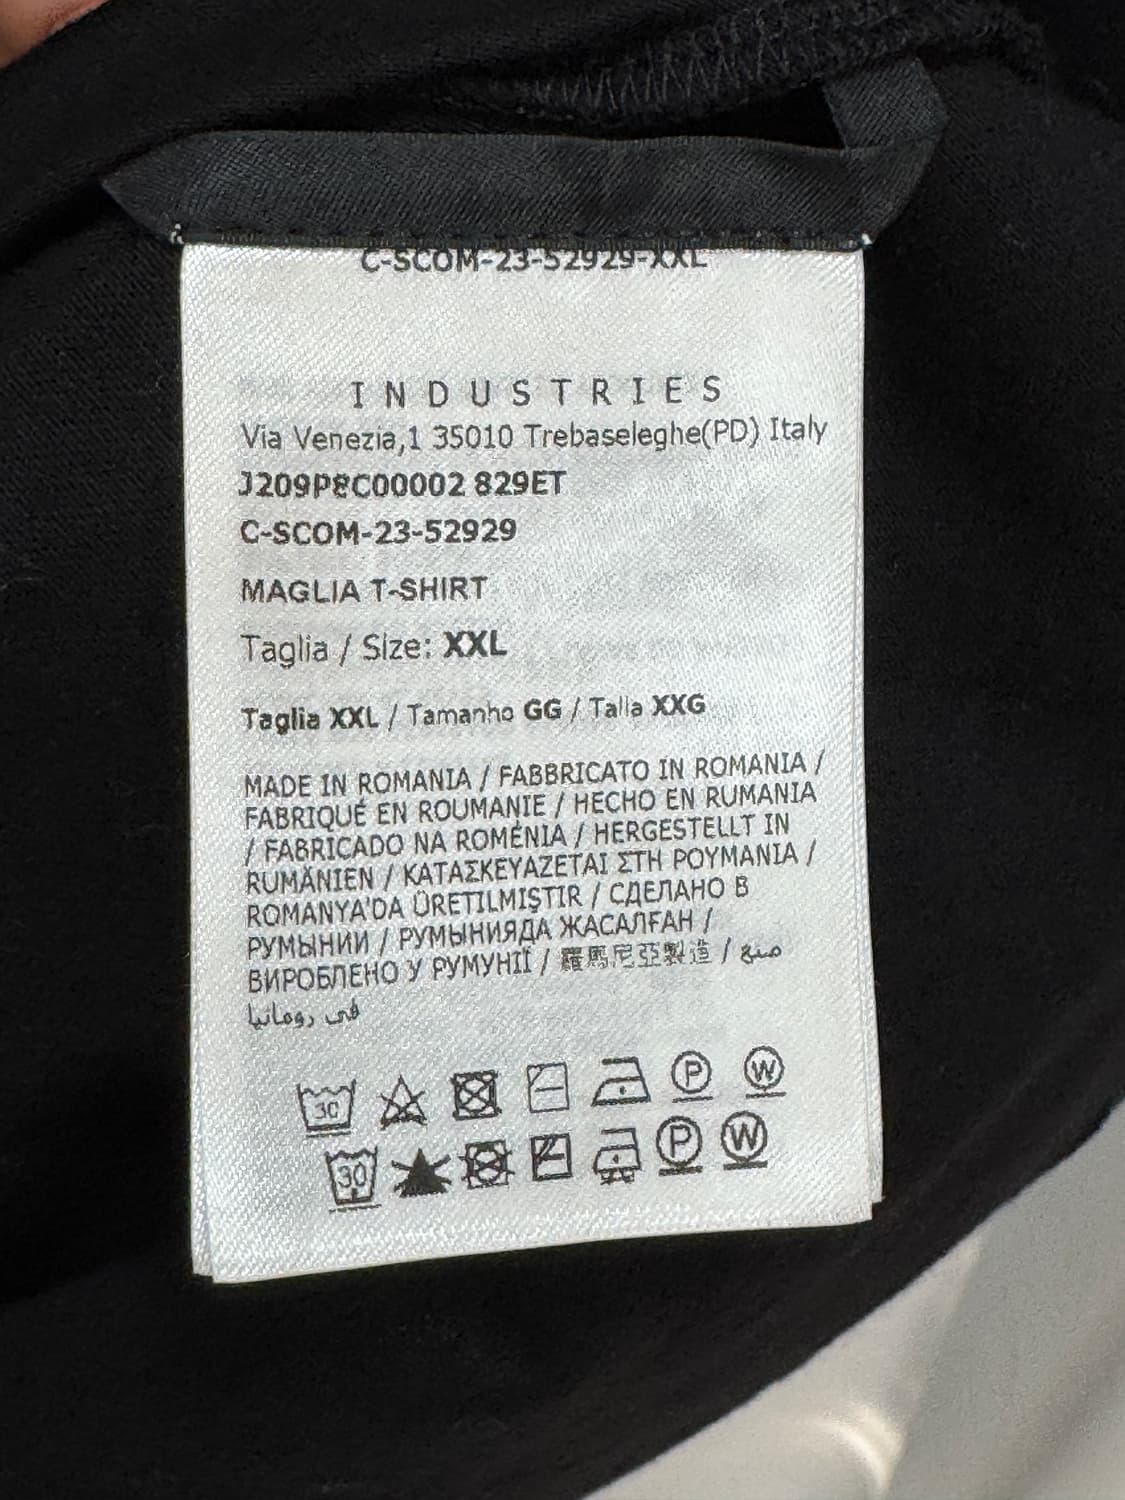 C-SCOM-23-52929-XXL
INDUSTRIES
Via Venezia,1 35010 Trebaseleghe(PD) Italy
J209P8C00002 829ET
C-SCOM-23-52929
MAGLIA T-SHIRT
Taglia / Size: XXL
Taglia XXL / Tamanho GG / Talla XXG
MADE IN ROMANIA / FABBRICATO IN ROMANIA /
FABRIQUÉ EN ROUMANIE / HECHO EN RUMANIA
/ FABRICADO NA ROMÉNIA / HERGESTELLT IN
RUMÄNIEN / ΚΑΤΑΣΚΕΥΑΖΕΤΑΙ ΣΤΗ ΡΟΥΜΑΝΙΑ /
ROMANYA'DA ÜRETILMIŞTIR / СДЕЛАНО В
РУМЫНИИ / РУМЫНИЯДА ЖАСАЛҒАН /
ВИРОБЛЕНО У РУМУНІЇ / 羅馬尼亞製造 / صنع
في رومانيا
30 P W
30 P W